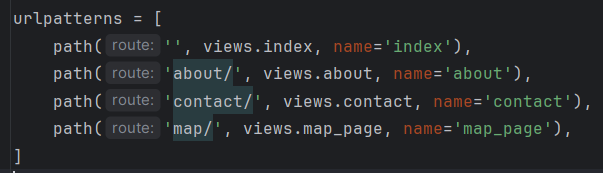 urlpatterns = [
    path( route: '', views.index, name='index'),
    path( route: 'about/', views.about, name='about'),
    path( route: 'contact/', views.contact, name='contact'),
    path( route: 'map/', views.map_page, name='map_page'),
]